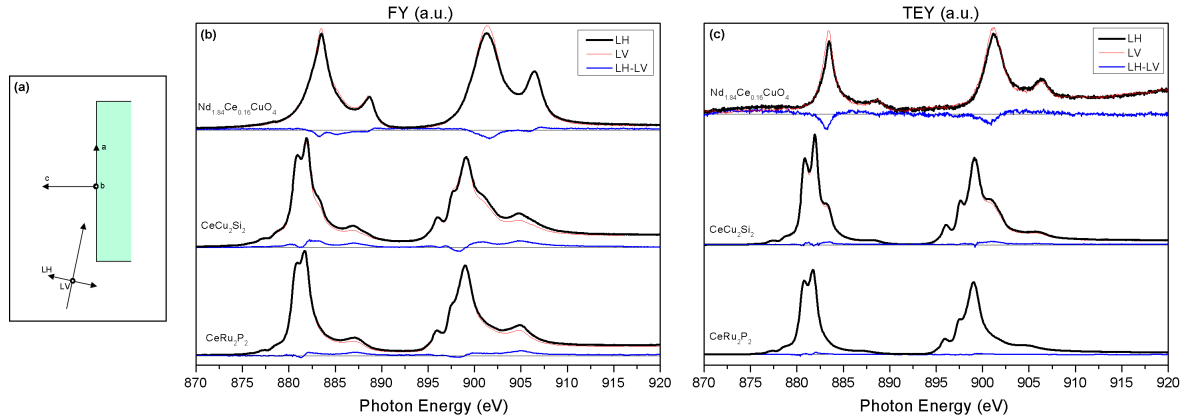 FY (a.u.)
TEY (a.u.)
(a)
a
c
b
LH
LV
(b)
LH
LV
LH-LV
Nd1.84Ce0.16CuO4
CeCu2Si2
CeRu2P2
870 875 880 885 890 895 900 905 910 915 920
Photon Energy (eV)
(c)
LH
LV
LH-LV
Nd1.84Ce0.16CuO4
CeCu2Si2
CeRu2P2
870 875 880 885 890 895 900 905 910 915 920
Photon Energy (eV)